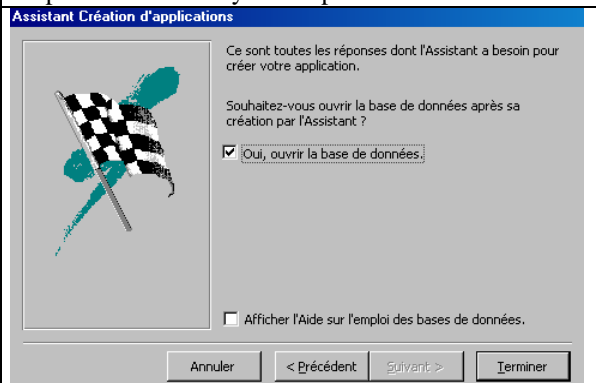 Assistant Création d'applications
Ce sont toutes les réponses dont l'Assistant a besoin pour
créer votre application.
Souhaitez-vous ouvrir la base de données après sa
création par l'Assistant ?
Oui, ouvrir la base de données.
Afficher l'Aide sur l'emploi des bases de données.
Annuler
< Précédent
Suivant >
Terminer